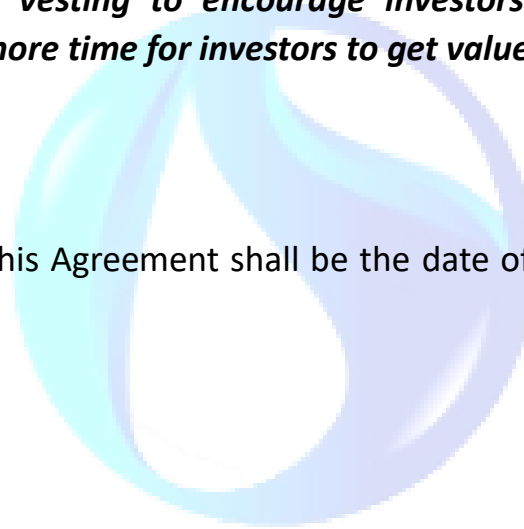 vesting to encourage investors
more time for investors to get value
his Agreement shall be the date of